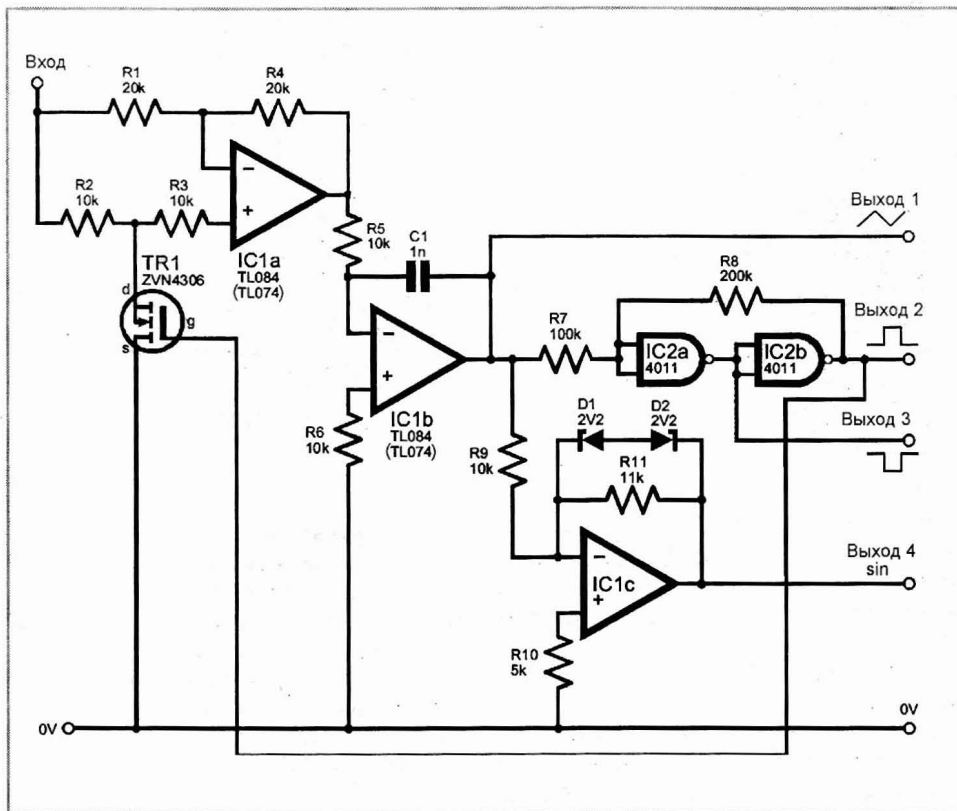 Вход
R1
20k
R4
20k
R2
10k
R3
10k
−
+
IC1a
TL084
(TL074)
TR1
ZVN4306
d
g
s
R5
10k
C1
1n
Выход 1
R8
200k
R7
100k
IC2a
4011
IC2b
4011
Выход 2
−
+
IC1b
TL084
(TL074)
R6
10k
D1
2V2
D2
2V2
Выход 3
R9
10k
R11
11k
−
+
IC1c
Выход 4
sin
R10
5k
0V
0V